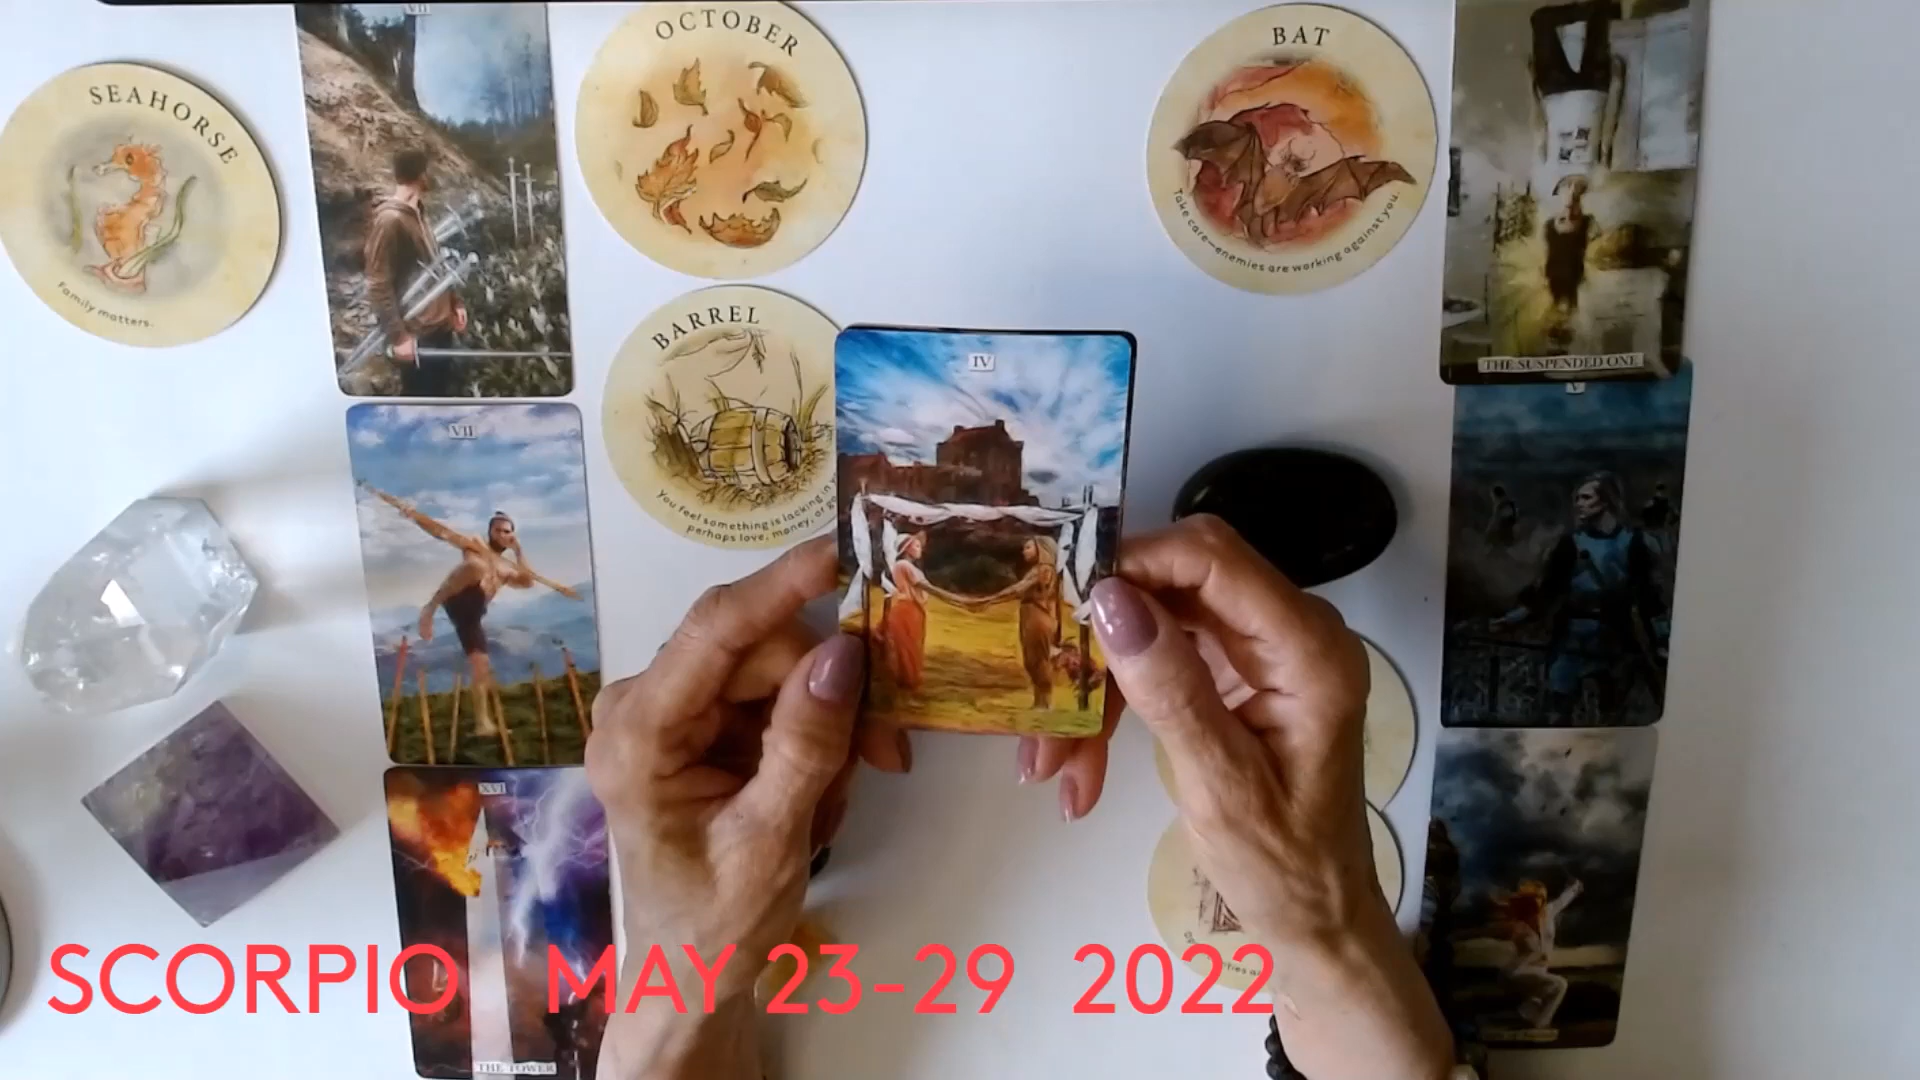 VII
OCTOBER
BAT
Take care—enemies are working against you.
SEAHORSE
Family matters.
THE SUSPENDED ONE
BARREL
You feel something is lacking in
perhaps love, money, or
IV
V
VII
XVI
THE TOWER
SCORPIO MAY 23-29 2022